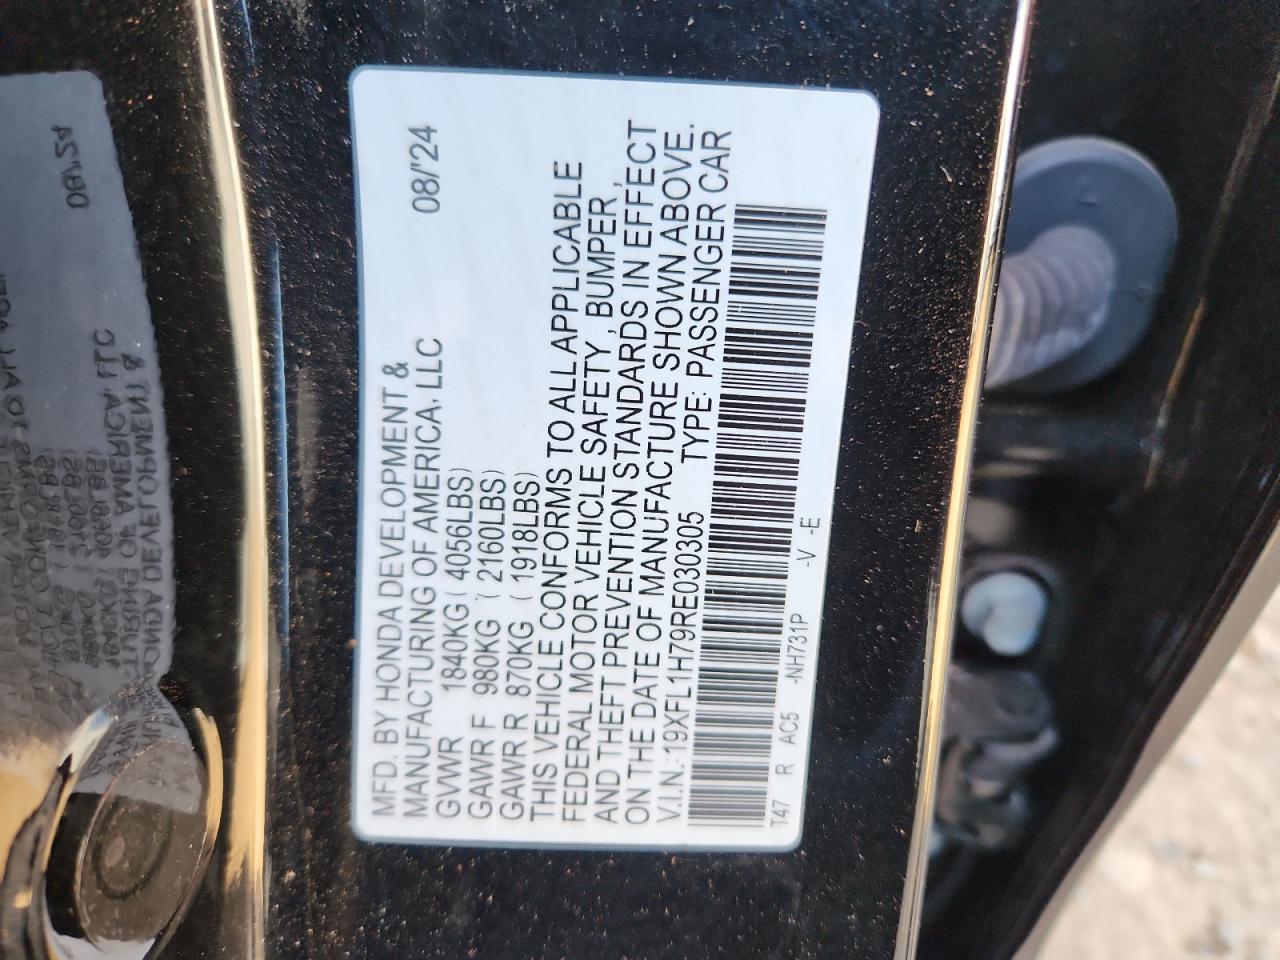 MFD. BY HONDA DEVELOPMENT &
MANUFACTURING OF AMERICA, LLC 08/'24
GVWR 1840KG ( 4056LBS)
GAWR F 980KG ( 2160LBS)
GAWR R 870KG ( 1918LBS)
THIS VEHICLE CONFORMS TO ALL APPLICABLE
FEDERAL MOTOR VEHICLE SAFETY, BUMPER,
AND THEFT PREVENTION STANDARDS IN EFFECT
ON THE DATE OF MANUFACTURE SHOWN ABOVE.
V.I.N.:19XFL1H79RE030305 TYPE: PASSENGER CAR
T47 R AC5 -NH731P -V -E